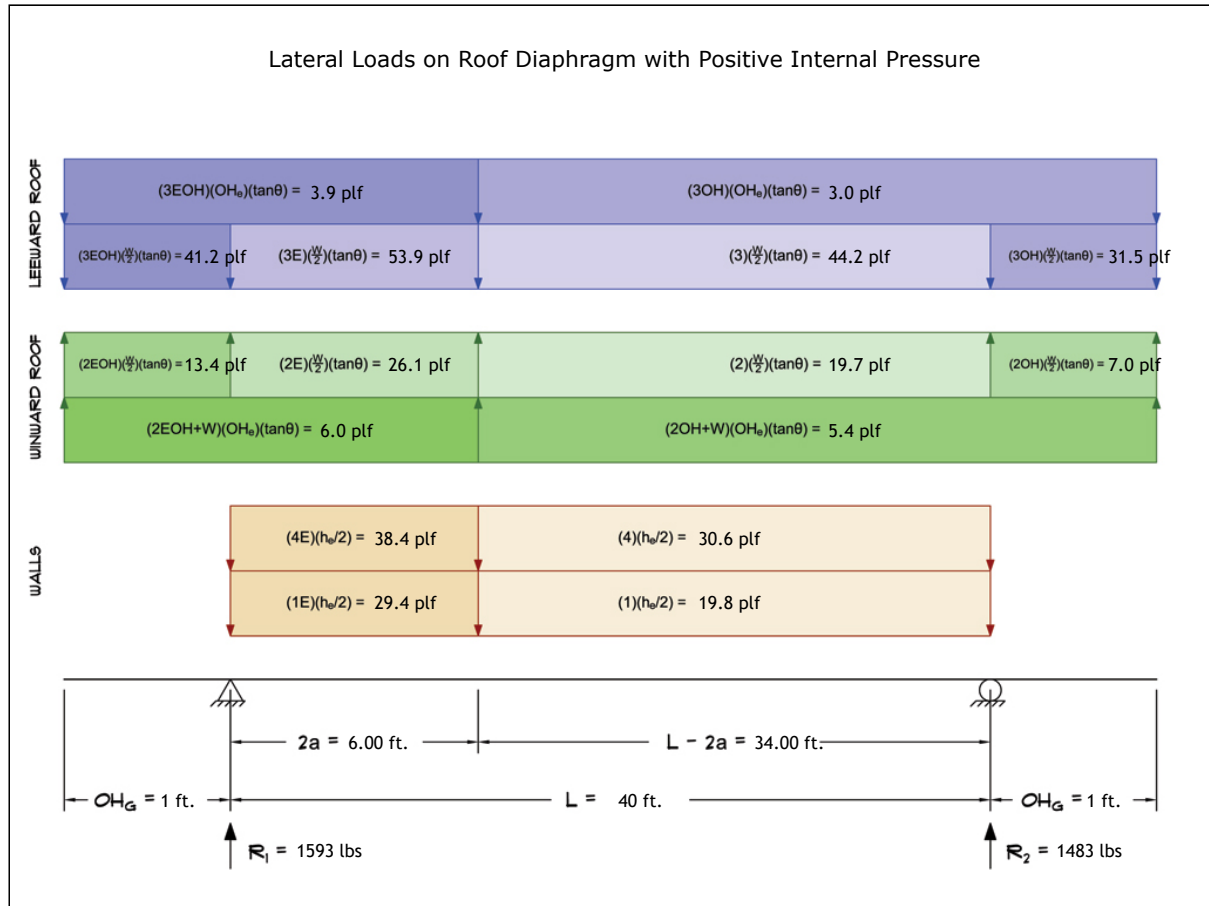 Lateral Loads on Roof Diaphragm with Positive Internal Pressure
LEEWARD ROOF
(3EOH)(OHₑ)(tanθ) = 3.9 plf
(3OH)(OHₑ)(tanθ) = 3.0 plf
(3EOH)(W/2)(tanθ) = 41.2 plf
(3E)(W/2)(tanθ) = 53.9 plf
(3)(W/2)(tanθ) = 44.2 plf
(3OH)(W/2)(tanθ) = 31.5 plf
WINWARD ROOF
(2EOH)(W/2)(tanθ) = 13.4 plf
(2E)(W/2)(tanθ) = 26.1 plf
(2)(W/2)(tanθ) = 19.7 plf
(2OH)(W/2)(tanθ) = 7.0 plf
(2EOH+W)(OHₑ)(tanθ) = 6.0 plf
(2OH+W)(OHₑ)(tanθ) = 5.4 plf
WALLS
(4E)(hₑ/2) = 38.4 plf
(4)(hₑ/2) = 30.6 plf
(1E)(hₑ/2) = 29.4 plf
(1)(hₑ/2) = 19.8 plf
2a = 6.00 ft.
L - 2a = 34.00 ft.
OH_G = 1 ft.
L = 40 ft.
OH_G = 1 ft.
R₁ = 1593 lbs
R₂ = 1483 lbs